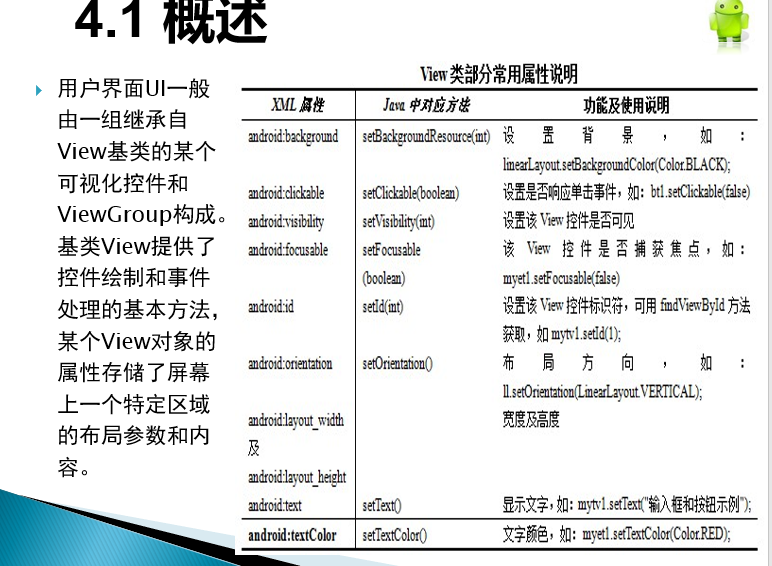 4.1 概述
用户界面UI一般
由一组继承自
View基类的某个
可视化控件和
ViewGroup构成。
基类View提供了
控件绘制和事件
处理的基本方法，
某个View对象的
属性存储了屏幕
上一个特定区域
的布局参数和内
容。
View 类部分常用属性说明
XML 属性 Java 中对应方法 功能及使用说明
android:background setBackgroundResource(int) 设置背景，如：
linearLayout.setBackgroundColor(Color.BLACK);
android:clickable setClickable(boolean) 设置是否响应单击事件，如：bt1.setClickable(false)
android:visibility setVisibility(int) 设置该 View 控件是否可见
android:focusable setFocusable 该 View 控件是否捕获焦点，如：
(boolean) myet1.setFocusable(false)
android:id setId(int) 设置该 View 控件标识符，可用 findViewById 方法
获取，如 mytv1.setId(1);
android:orientation setOrientation() 布局方向，如：
ll.setOrientation(LinearLayout.VERTICAL);
android:layout_width 宽度及高度
及
android:layout_height
android:text setText() 显示文字，如：mytv1.setText("输入框和按钮示例");
android:textColor setTextColor() 文字颜色，如：myet1.setTextColor(Color.RED);